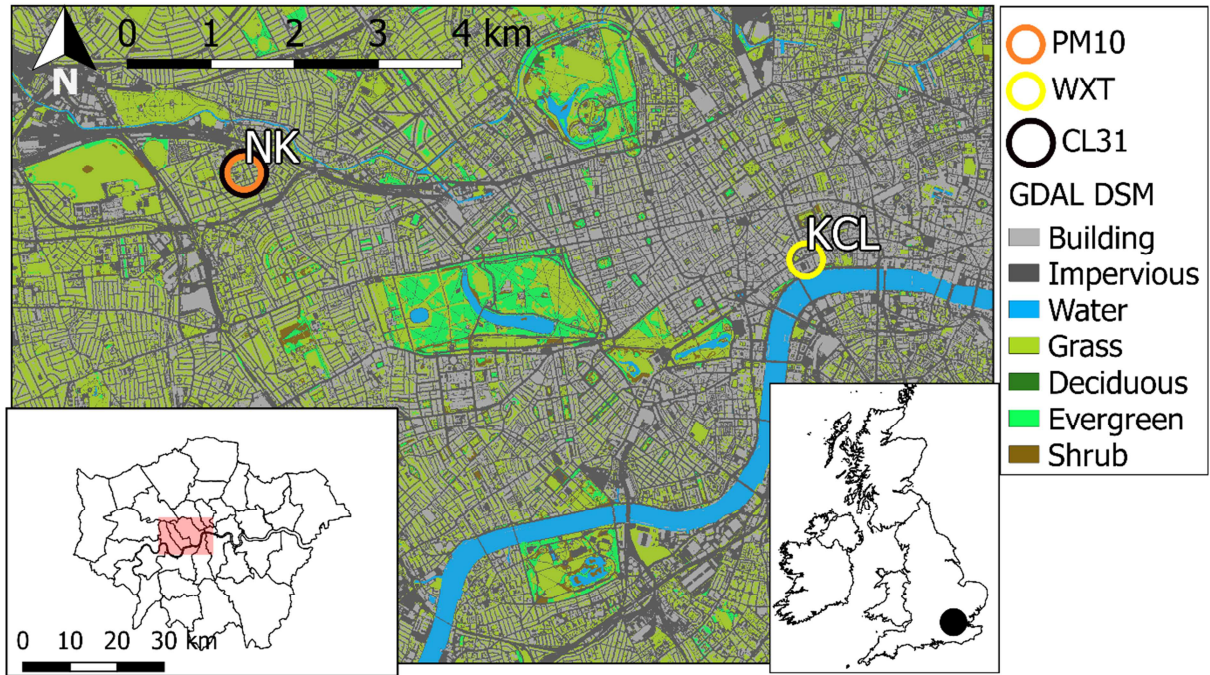 0 1 2 3 4 km
N
NK
KCL
PM10
WXT
CL31
GDAL DSM
Building
Impervious
Water
Grass
Deciduous
Evergreen
Shrub
0 10 20 30 km